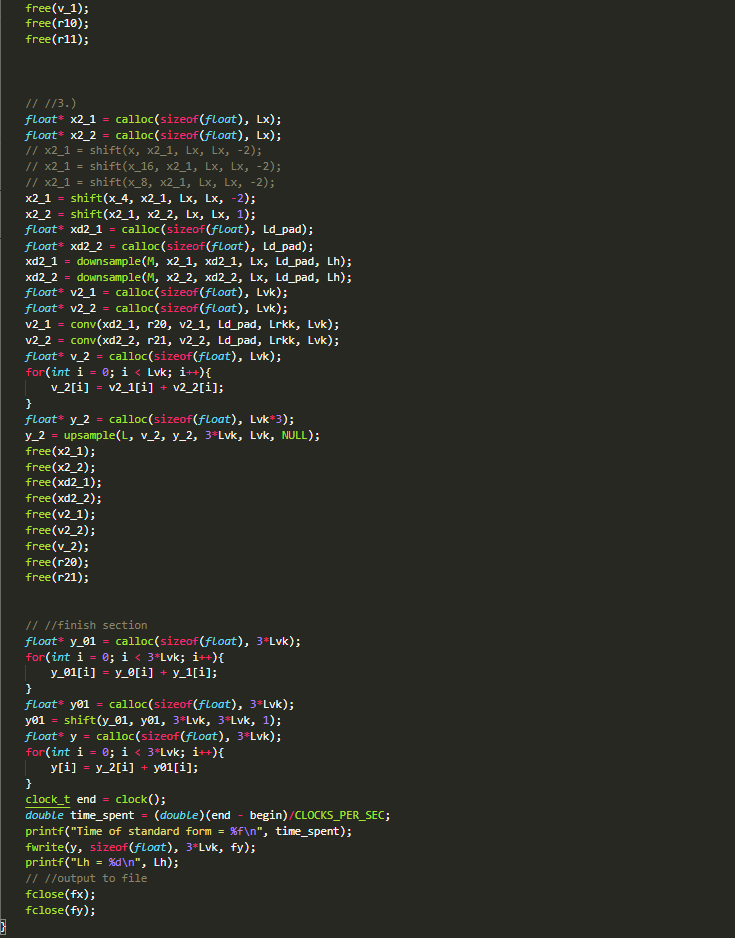 free(v_1);
free(r10);
free(r11);
// //3.)
float* x2_1 = calloc(sizeof(float), Lx);
float* x2_2 = calloc(sizeof(float), Lx);
// x2_1 = shift(x, x2_1, Lx, Lx, -2);
// x2_1 = shift(x_16, x2_1, Lx, Lx, -2);
// x2_1 = shift(x_8, x2_1, Lx, Lx, -2);
x2_1 = shift(x_4, x2_1, Lx, Lx, -2);
x2_2 = shift(x2_1, x2_2, Lx, Lx, 1);
float* xd2_1 = calloc(sizeof(float), Ld_pad);
float* xd2_2 = calloc(sizeof(float), Ld_pad);
xd2_1 = downsample(M, x2_1, xd2_1, Lx, Ld_pad, Lh);
xd2_2 = downsample(M, x2_2, xd2_2, Lx, Ld_pad, Lh);
float* v2_1 = calloc(sizeof(float), Lvk);
float* v2_2 = calloc(sizeof(float), Lvk);
v2_1 = conv(xd2_1, r20, v2_1, Ld_pad, Lrkk, Lvk);
v2_2 = conv(xd2_2, r21, v2_2, Ld_pad, Lrkk, Lvk);
float* v_2 = calloc(sizeof(float), Lvk);
for(int i = 0; i < Lvk; i++){
v_2[i] = v2_1[i] + v2_2[i];
}
float* y_2 = calloc(sizeof(float), Lvk*3);
y_2 = upsample(L, v_2, y_2, 3*Lvk, Lvk, NULL);
free(x2_1);
free(x2_2);
free(xd2_1);
free(xd2_2);
free(v2_1);
free(v2_2);
free(v_2);
free(r20);
free(r21);
// //finish section
float* y_01 = calloc(sizeof(float), 3*Lvk);
for(int i = 0; i < 3*Lvk; i++){
y_01[i] = y_0[i] + y_1[i];
}
float* y01 = calloc(sizeof(float), 3*Lvk);
y01 = shift(y_01, y01, 3*Lvk, 3*Lvk, 1);
float* y = calloc(sizeof(float), 3*Lvk);
for(int i = 0; i < 3*Lvk; i++){
y[i] = y_2[i] + y01[i];
}
clock_t end = clock();
double time_spent = (double)(end - begin)/CLOCKS_PER_SEC;
printf("Time of standard form = %f\n", time_spent);
fwrite(y, sizeof(float), 3*Lvk, fy);
printf("Lh = %d\n", Lh);
// //output to file
fclose(fx);
fclose(fy);
}